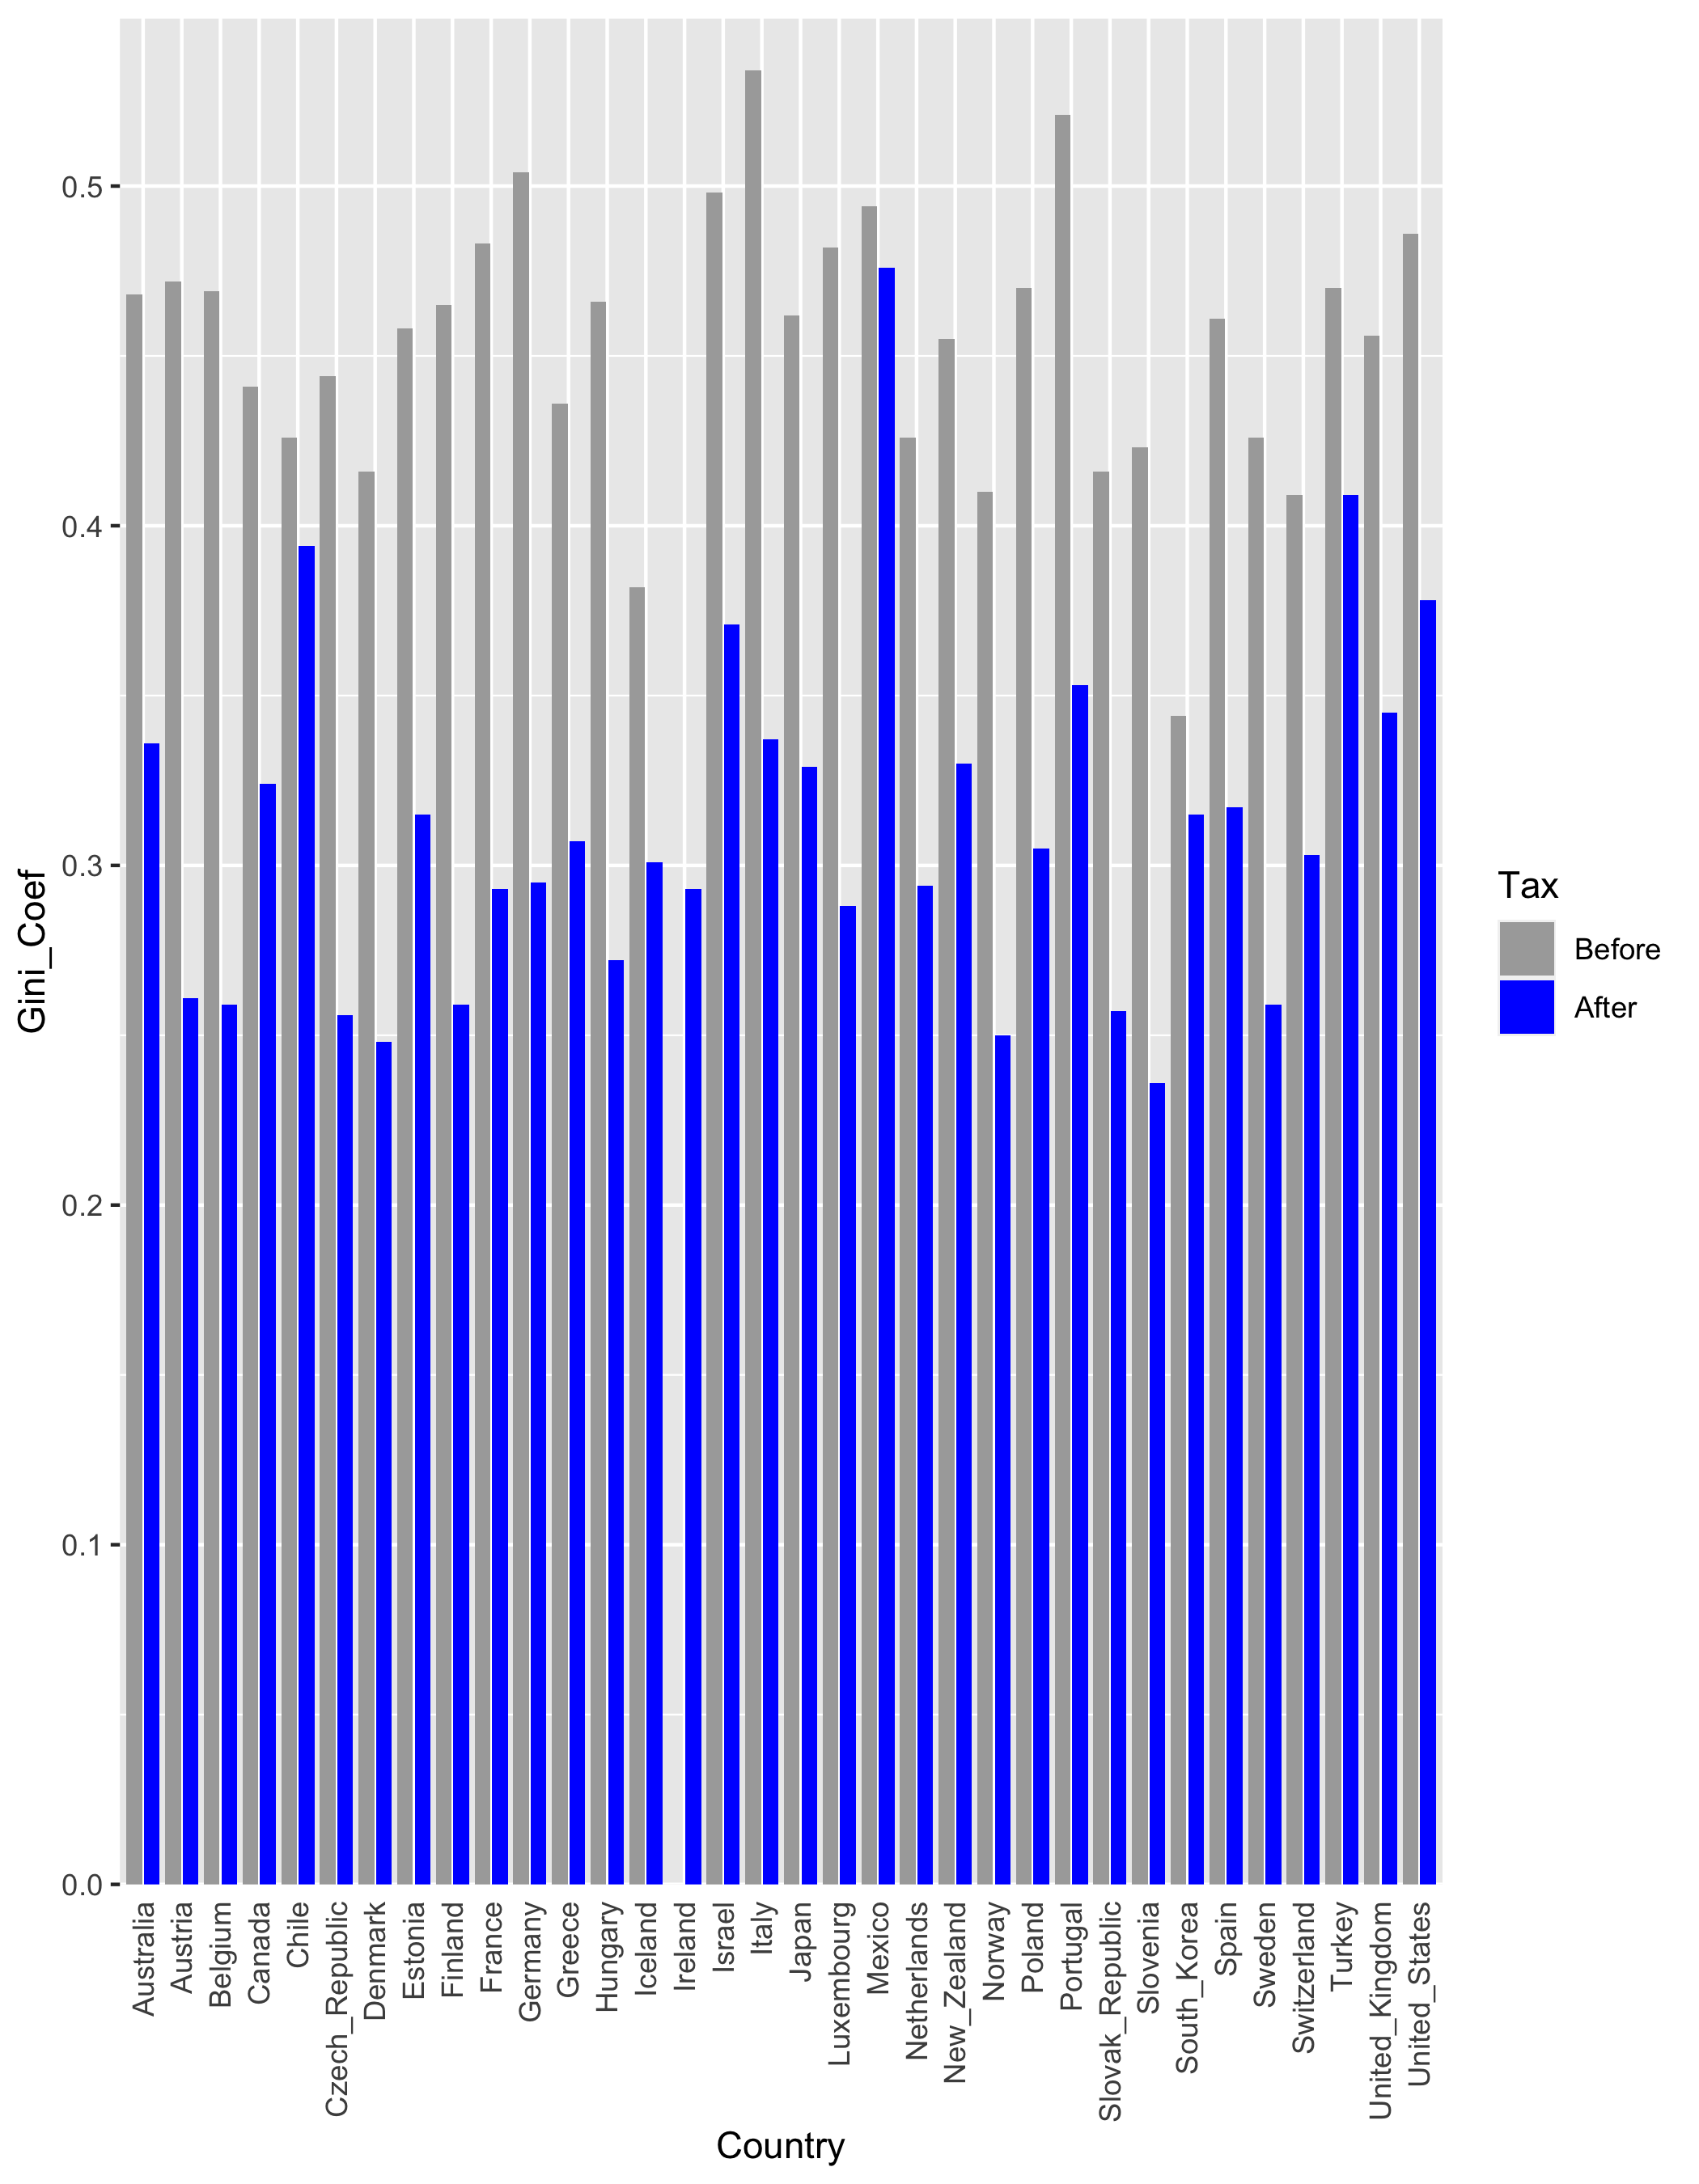 Gini_Coef
0.5
0.4
0.3
0.2
0.1
0.0
Australia
Austria
Belgium
Canada
Chile
Czech_Republic
Denmark
Estonia
Finland
France
Germany
Greece
Hungary
Iceland
Ireland
Israel
Italy
Japan
Luxembourg
Mexico
Netherlands
New_Zealand
Norway
Poland
Portugal
Slovak_Republic
Slovenia
South_Korea
Spain
Sweden
Switzerland
Turkey
United_Kingdom
United_States
Country
Tax
Before
After